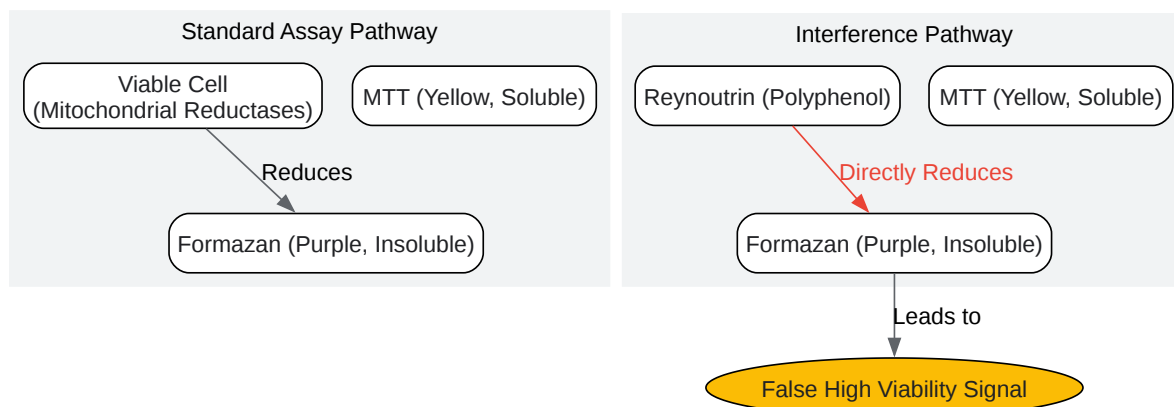 Standard Assay Pathway
Viable Cell
(Mitochondrial Reductases)
MTT (Yellow, Soluble)
Reduces
Formazan (Purple, Insoluble)
Interference Pathway
Reynoutrin (Polyphenol)
MTT (Yellow, Soluble)
Directly Reduces
Formazan (Purple, Insoluble)
Leads to
False High Viability Signal